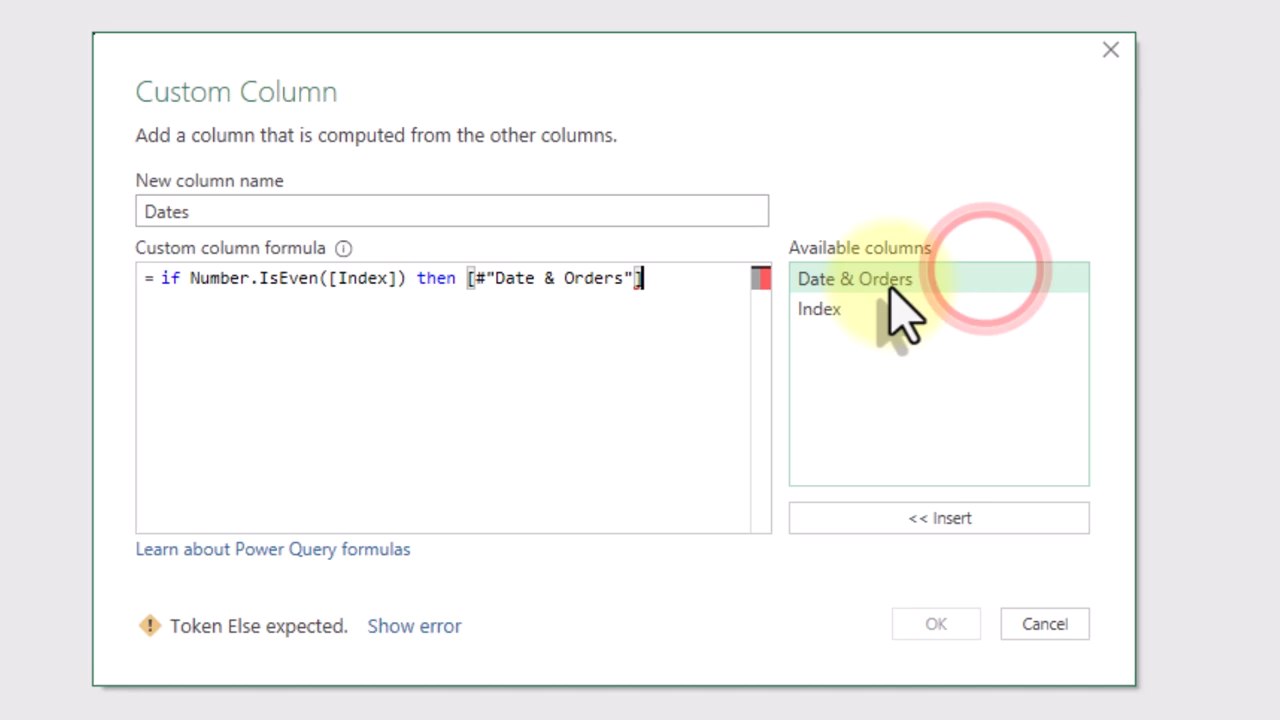 Custom Column
Add a column that is computed from the other columns.
New column name
Dates
Custom column formula
Available columns
= if Number.IsEven([Index]) then [#"Date & Orders"]
Date & Orders
Index
<< Insert
Learn about Power Query formulas
Token Else expected. Show error
OK
Cancel